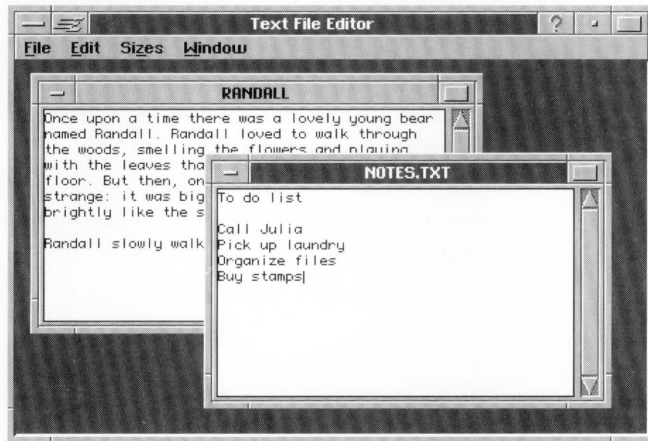 Text File Editor
?
File Edit Sizes Window
RANDALL
Once upon a time there was a lovely young bear
named Randall. Randall loved to walk through
the woods, smelling the flowers and playing
with the leaves tha
floor. But then, on
strange: it was big
brightly like the s
Randall slowly walk
NOTES.TXT
To do list
Call Julia
Pick up laundry
Organize files
Buy stamps